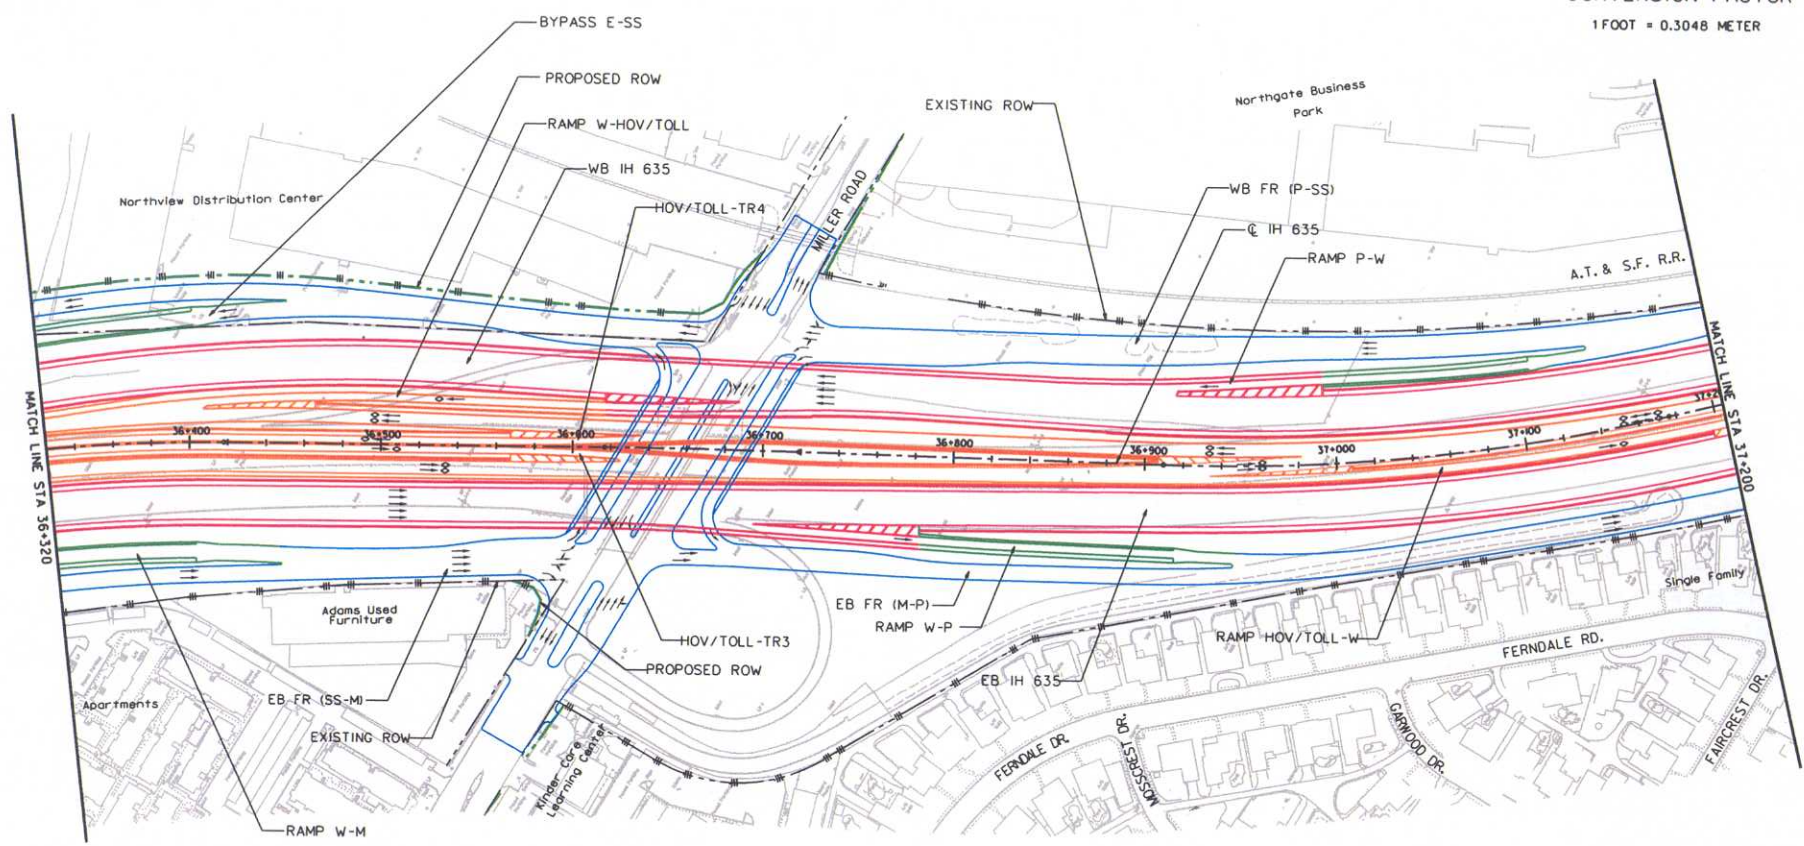 1 FOOT = 0.3048 METER
BYPASS E-SS
PROPOSED ROW
RAMP W-HOV/TOLL
WB IH 635
HOV/TOLL-TR4
Northview Distribution Center
MILLER ROAD
EXISTING ROW
Northgate Business
Park
WB FR (P-SS)
℄ IH 635
RAMP P-W
A.T. & S.F. R.R.
MATCH LINE STA 36+320
MATCH LINE STA 37+200
36+400
36+500
36+600
36+700
36+800
36+900
37+000
37+100
EB FR (M-P)
RAMP W-P
HOV/TOLL-TR3
PROPOSED ROW
EB IH 635
RAMP HOV/TOLL-W
Single Family
FERNDALE RD.
Adams Used
Furniture
EB FR (SS-M)
Apartments
EXISTING ROW
RAMP W-M
Kinder Care
Learning Center
FERNDALE DR.
MOSSCREST DR.
GARWOOD DR.
FAIRCREST DR.